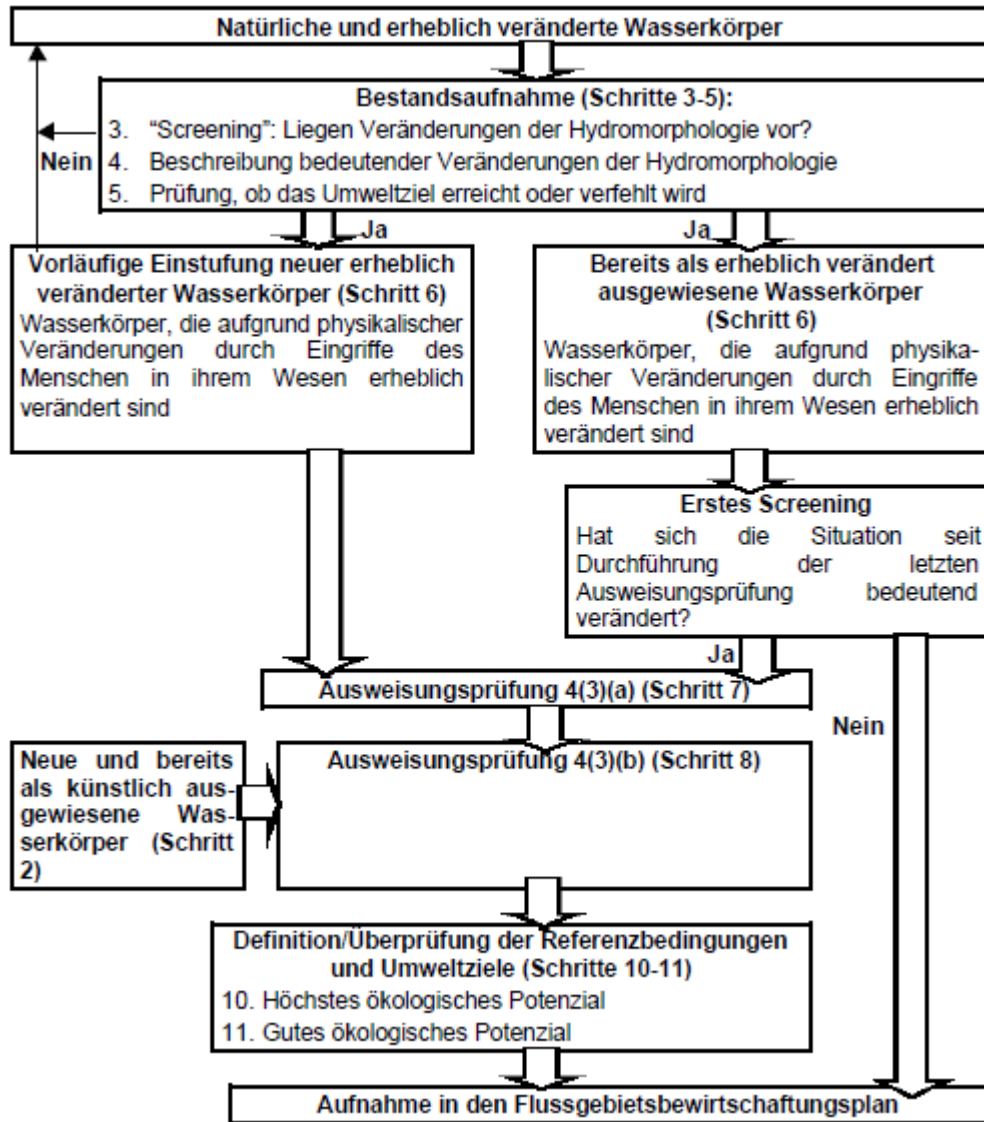 Natürliche und erheblich veränderte Wasserkörper
Bestandsaufnahme (Schritte 3-5):
3. "Screening": Liegen Veränderungen der Hydromorphologie vor?
Nein
4. Beschreibung bedeutender Veränderungen der Hydromorphologie
5. Prüfung, ob das Umweltziel erreicht oder verfehlt wird
Ja
Ja
Vorläufige Einstufung neuer erheblich
veränderter Wasserkörper (Schritt 6)
Wasserkörper, die aufgrund physikalischer
Veränderungen durch Eingriffe des
Menschen in ihrem Wesen erheblich
verändert sind
Bereits als erheblich verändert
ausgewiesene Wasserkörper
(Schritt 6)
Wasserkörper, die aufgrund physika-
lischer Veränderungen durch Eingriffe
des Menschen in ihrem Wesen erheblich
verändert sind
Erstes Screening
Hat sich die Situation seit
Durchführung der letzten
Ausweisungsprüfung bedeutend
verändert?
Ja
Nein
Ausweisungsprüfung 4(3)(a) (Schritt 7)
Neue und bereits
als künstlich aus-
gewiesene Was-
serkörper (Schritt
2)
Ausweisungsprüfung 4(3)(b) (Schritt 8)
Definition/Überprüfung der Referenzbedingungen
und Umweltziele (Schritte 10-11)
10. Höchstes ökologisches Potenzial
11. Gutes ökologisches Potenzial
Aufnahme in den Flussgebietsbewirtschaftungsplan